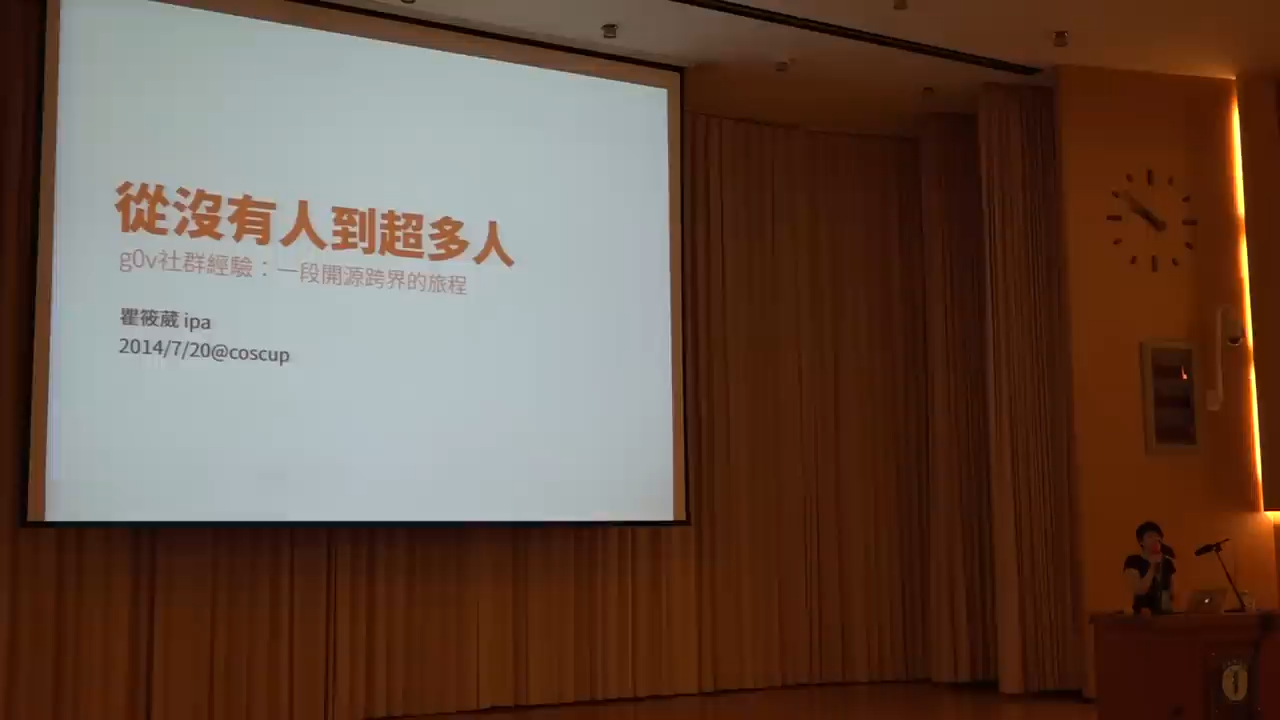 從沒有人到超多人
g0v社群經驗：一段開源跨界的旅程
瞿筱葳 ipa
2014/7/20@coscup